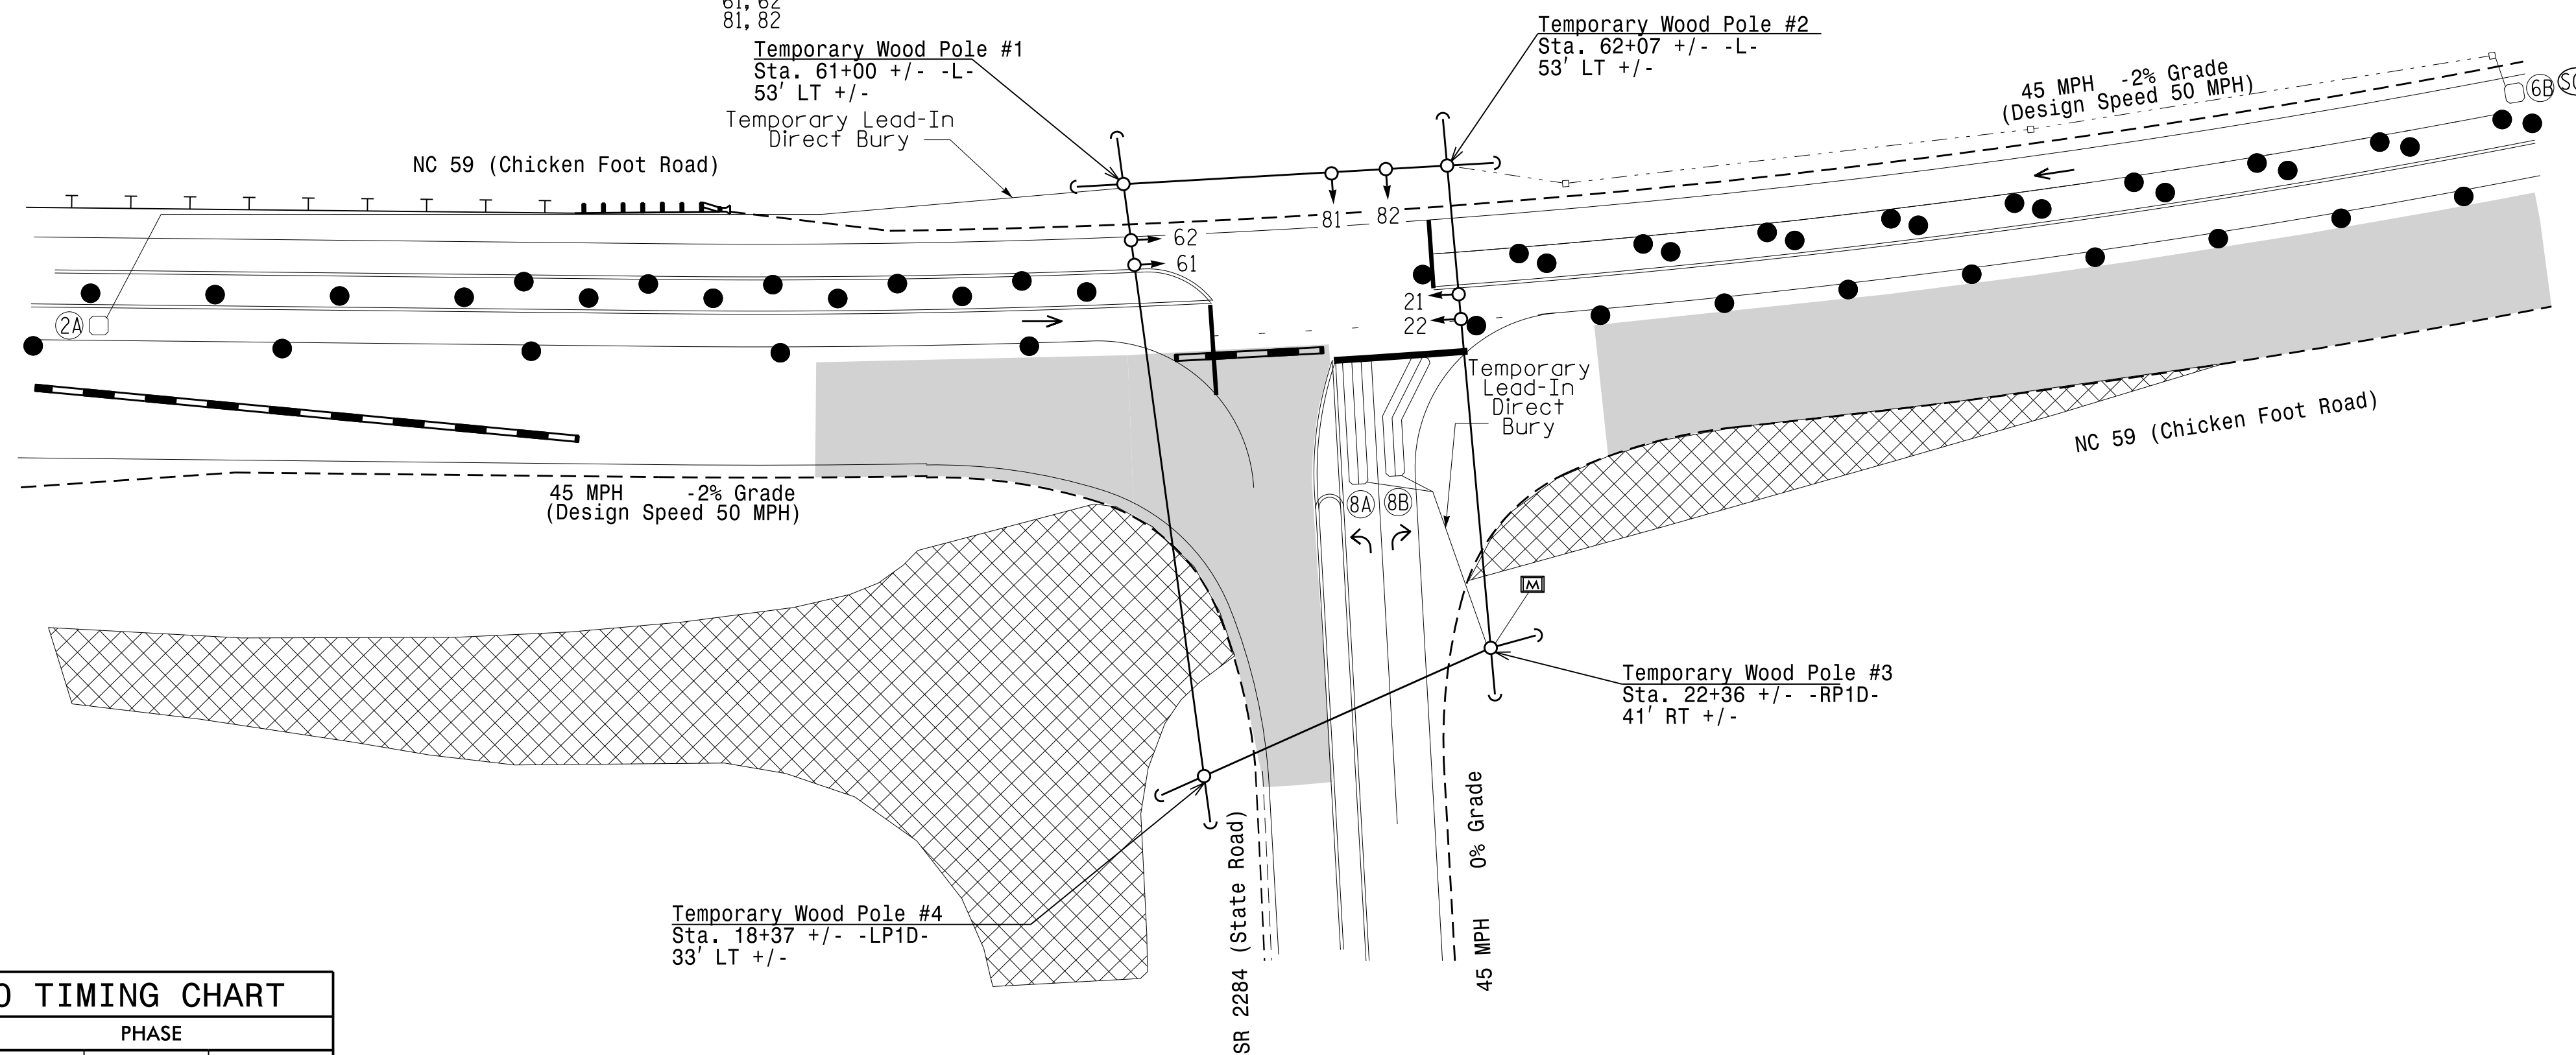 61, 62
81, 82
Temporary Wood Pole #1
Sta. 61+00 +/- -L-
53' LT +/-
Temporary Lead-In
Direct Bury
NC 59 (Chicken Foot Road)
Temporary Wood Pole #2
Sta. 62+07 +/- -L-
53' LT +/-
45 MPH -2% Grade
(Design Speed 50 MPH)
6B
62
61
81
82
21
22
2A
Temporary
Lead-In
Direct
Bury
NC 59 (Chicken Foot Road)
45 MPH -2% Grade
(Design Speed 50 MPH)
8A
8B
M
Temporary Wood Pole #3
Sta. 22+36 +/- -RP1D-
41' RT +/-
Temporary Wood Pole #4
Sta. 18+37 +/- -LP1D-
33' LT +/-
SR 2284 (State Road)
45 MPH 0% Grade
TIMING CHART
PHASE